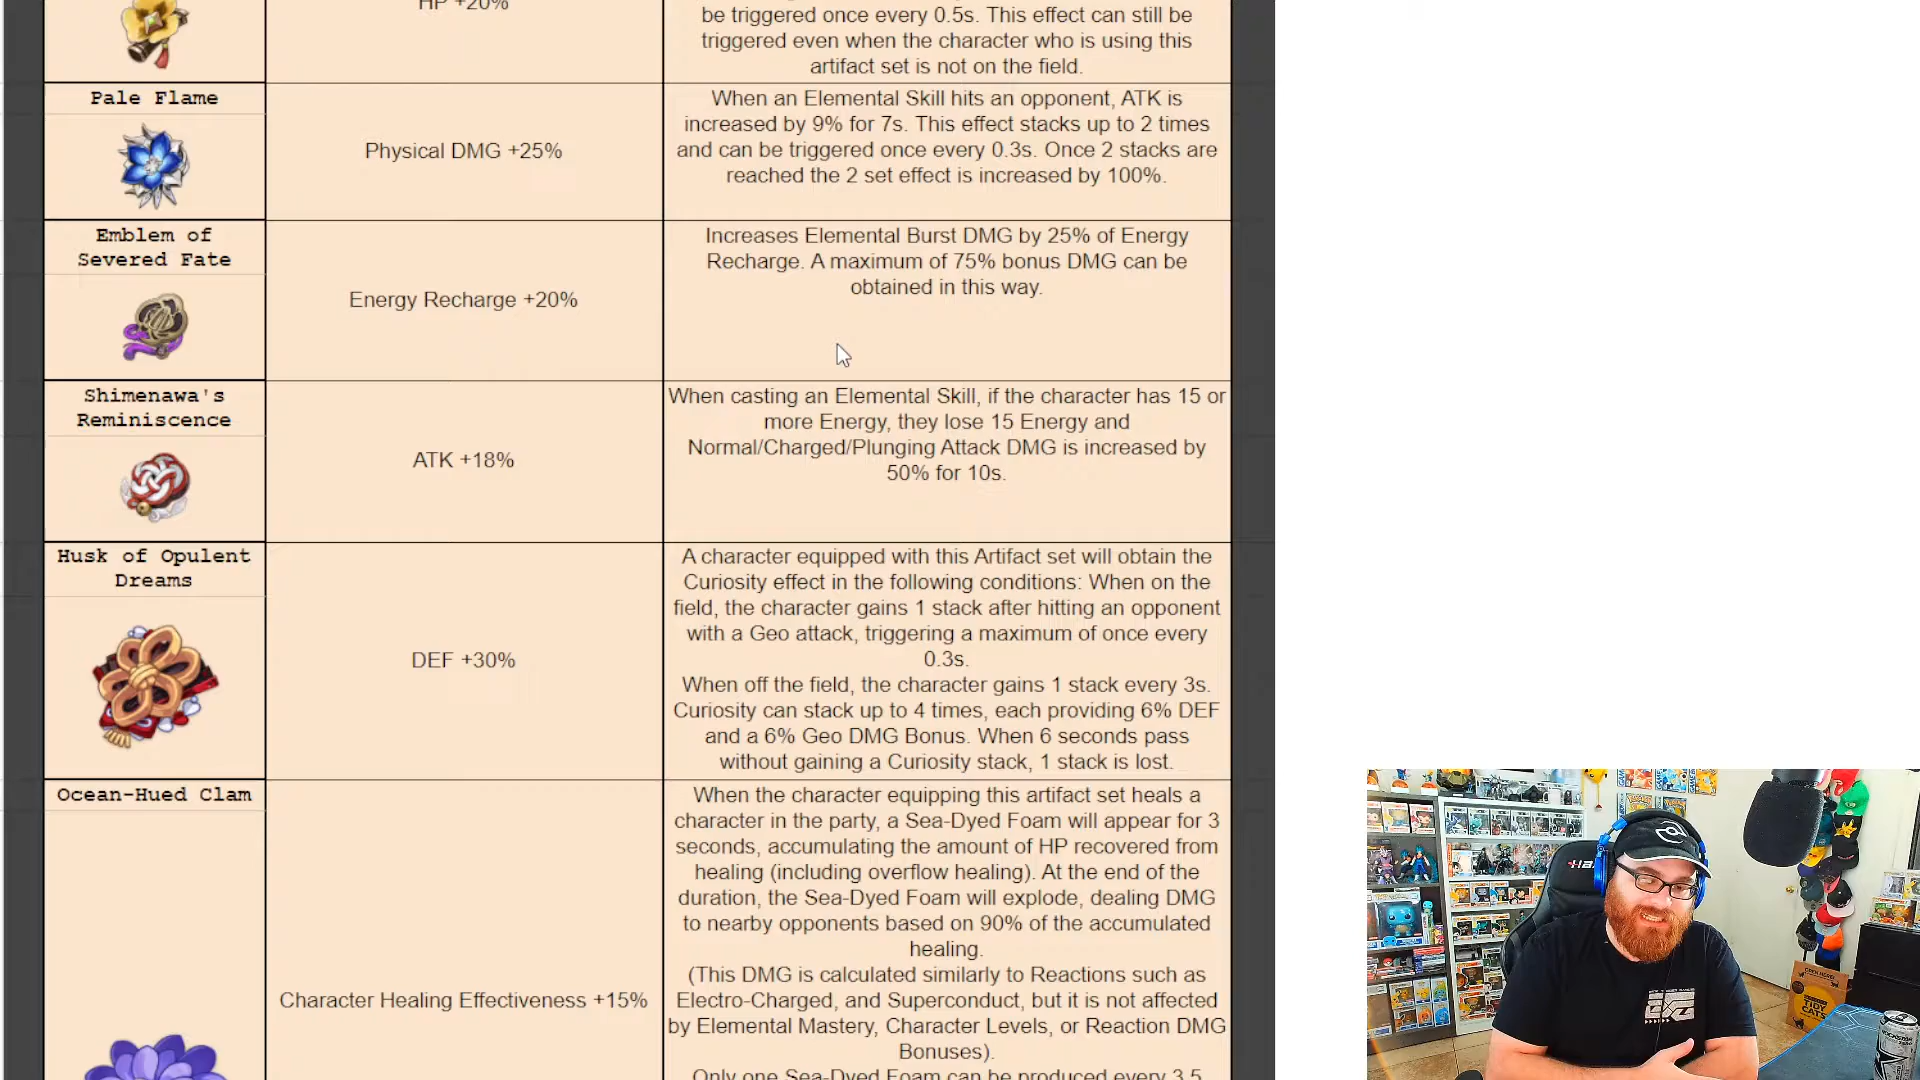 HP +20%
be triggered once every 0.5s. This effect can still be
triggered even when the character who is using this
artifact set is not on the field.
Pale Flame
Physical DMG +25%
When an Elemental Skill hits an opponent, ATK is
increased by 9% for 7s. This effect stacks up to 2 times
and can be triggered once every 0.3s. Once 2 stacks are
reached the 2 set effect is increased by 100%.
Emblem of
Severed Fate
Energy Recharge +20%
Increases Elemental Burst DMG by 25% of Energy
Recharge. A maximum of 75% bonus DMG can be
obtained in this way.
Shimenawa's
Reminiscence
ATK +18%
When casting an Elemental Skill, if the character has 15 or
more Energy, they lose 15 Energy and
Normal/Charged/Plunging Attack DMG is increased by
50% for 10s.
Husk of Opulent
Dreams
DEF +30%
A character equipped with this Artifact set will obtain the
Curiosity effect in the following conditions: When on the
field, the character gains 1 stack after hitting an opponent
with a Geo attack, triggering a maximum of once every
0.3s.
When off the field, the character gains 1 stack every 3s.
Curiosity can stack up to 4 times, each providing 6% DEF
and a 6% Geo DMG Bonus. When 6 seconds pass
without gaining a Curiosity stack, 1 stack is lost.
Ocean-Hued Clam
Character Healing Effectiveness +15%
When the character equipping this artifact set heals a
character in the party, a Sea-Dyed Foam will appear for 3
seconds, accumulating the amount of HP recovered from
healing (including overflow healing). At the end of the
duration, the Sea-Dyed Foam will explode, dealing DMG
to nearby opponents based on 90% of the accumulated
healing.
(This DMG is calculated similarly to Reactions such as
Electro-Charged, and Superconduct, but it is not affected
by Elemental Mastery, Character Levels, or Reaction DMG
Bonuses).
Only one Sea-Dyed Foam can be produced every 3.5
TIDY
CATS